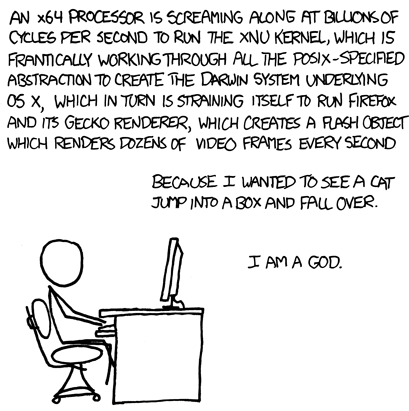 AN x64 PROCESSOR IS SCREAMING ALONG AT BILLIONS OF
CYCLES PER SECOND TO RUN THE XNU KERNEL, WHICH IS
FRANTICALLY WORKING THROUGH ALL THE POSIX-SPECIFIED
ABSTRACTION TO CREATE THE DARWIN SYSTEM UNDERLYING
OS X, WHICH IN TURN IS STRAINING ITSELF TO RUN FIREFOX
AND ITS GECKO RENDERER, WHICH CREATES A FLASH OBJECT
WHICH RENDERS DOZENS OF VIDEO FRAMES EVERY SECOND
BECAUSE I WANTED TO SEE A CAT
JUMP INTO A BOX AND FALL OVER.
I AM A GOD.